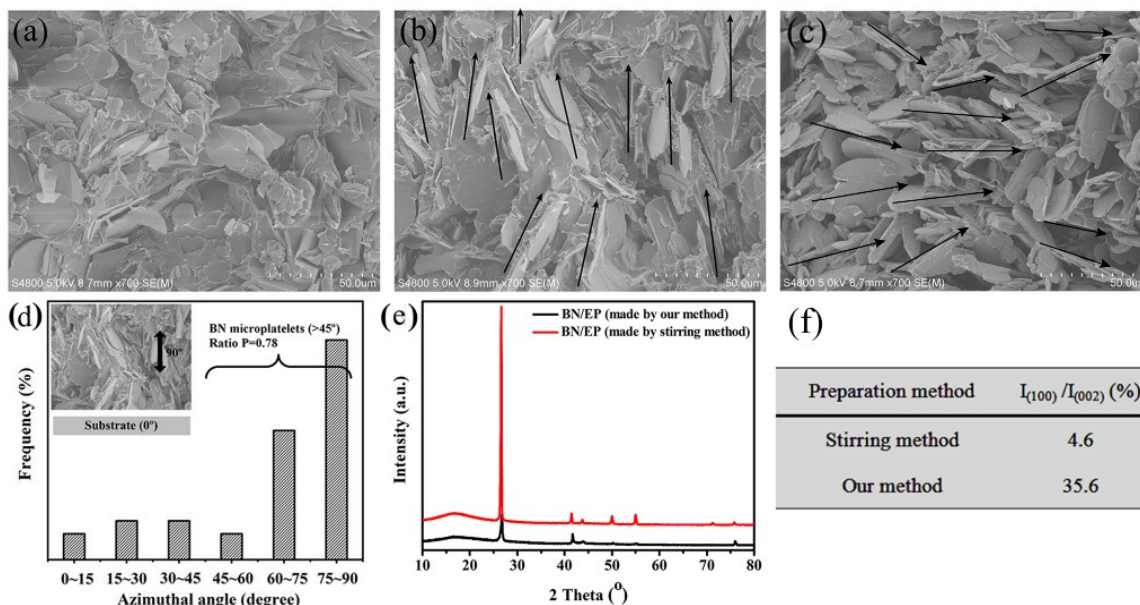 (a)
S4800 5.0kV 8.7mm x700 SE(M)
50.0um
(b)
S4800 5.0kV 8.9mm x700 SE(M)
50.0um
(c)
S4800 5.0kV 8.7mm x700 SE(M)
50.0um
(d)
90º
Substrate (0º)
BN microplatelets (>45º)
Ratio P=0.78
Frequency (%)
0~15 15~30 30~45 45~60 60~75 75~90
Azimuthal angle (degree)
(e)
BN/EP (made by our method)
BN/EP (made by stirring method)
Intensity (a.u.)
10 20 30 40 50 60 70 80
2 Theta (º)
(f)
Preparation method I(100) /I(002) (%)
Stirring method 4.6
Our method 35.6